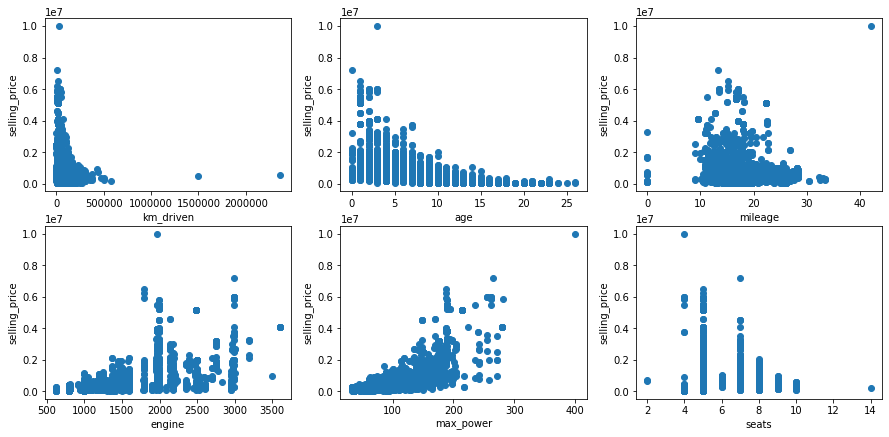 1e7
1e7
1e7
selling_price
1.0
0.8
0.6
0.4
0.2
0.0
0 500000 1000000 1500000 2000000
km_driven
selling_price
1.0
0.8
0.6
0.4
0.2
0.0
0 5 10 15 20 25
age
selling_price
1.0
0.8
0.6
0.4
0.2
0.0
0 10 20 30 40
mileage
1e7
1e7
1e7
selling_price
1.0
0.8
0.6
0.4
0.2
0.0
500 1000 1500 2000 2500 3000 3500
engine
selling_price
1.0
0.8
0.6
0.4
0.2
0.0
100 200 300 400
max_power
selling_price
1.0
0.8
0.6
0.4
0.2
0.0
2 4 6 8 10 12 14
seats